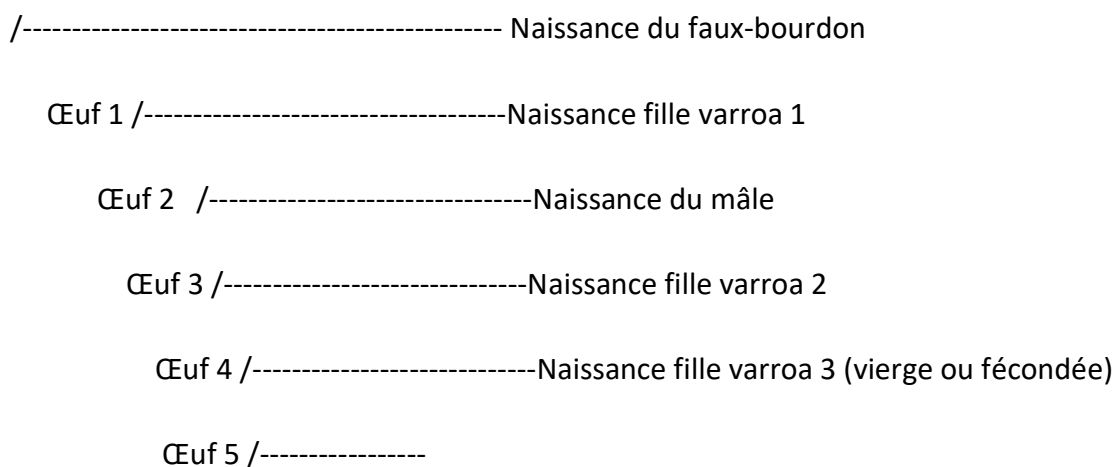 /------------------------------------------------- Naissance du faux-bourdon
Œuf 1 /-------------------------------------Naissance fille varroa 1
Œuf 2 /---------------------------------Naissance du mâle
Œuf 3 /-------------------------------Naissance fille varroa 2
Œuf 4 /-----------------------------Naissance fille varroa 3 (vierge ou fécondée)
Œuf 5 /-----------------